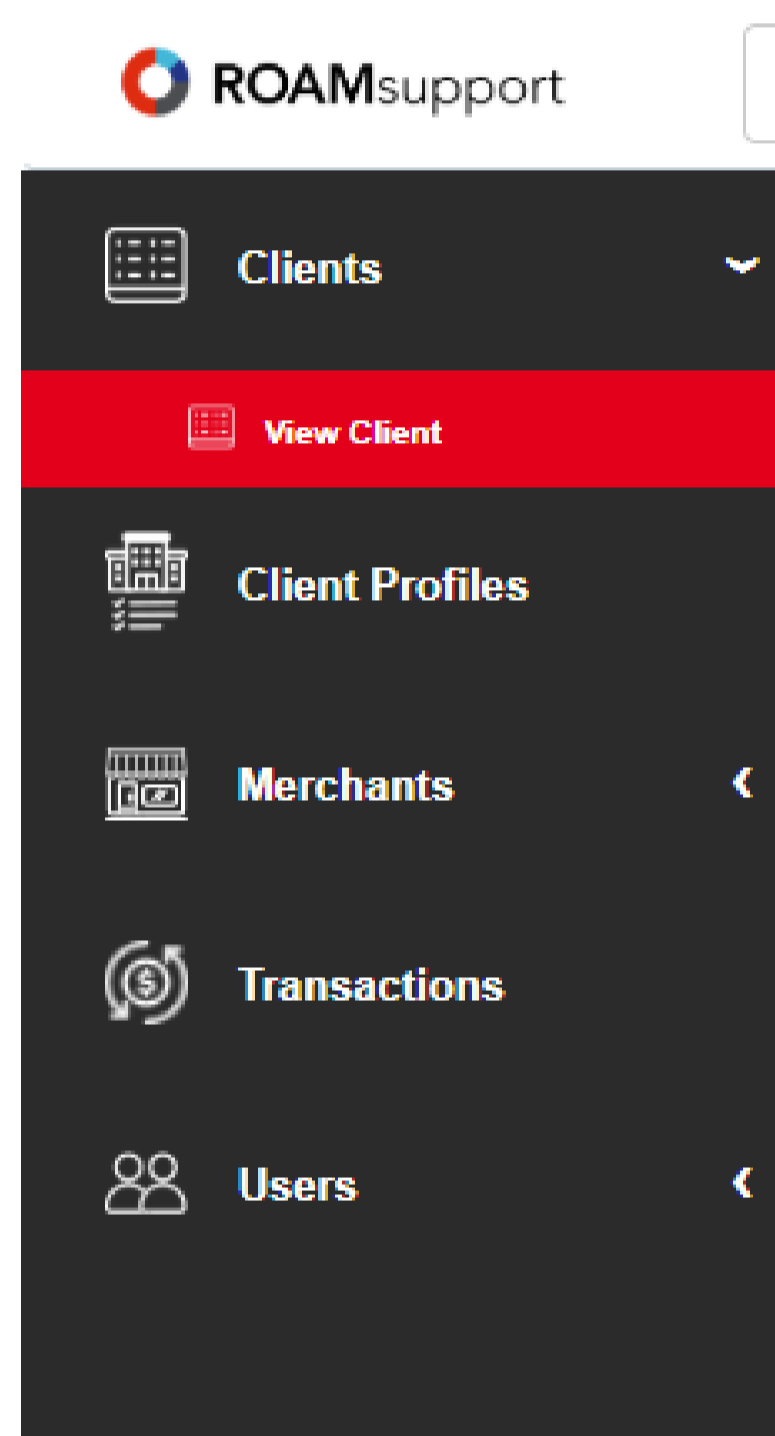 ROAMsupport
Clients
View Client
Client Profiles
Merchants
Transactions
Users